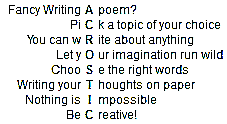 Fancy Writing A poem?
Pi C k a topic of your choice
You can w R ite about anything
Let y O ur imagination run wild
Choo S e the right words
Writing your T houghts on paper
Nothing is I mpossible
Be C reative!